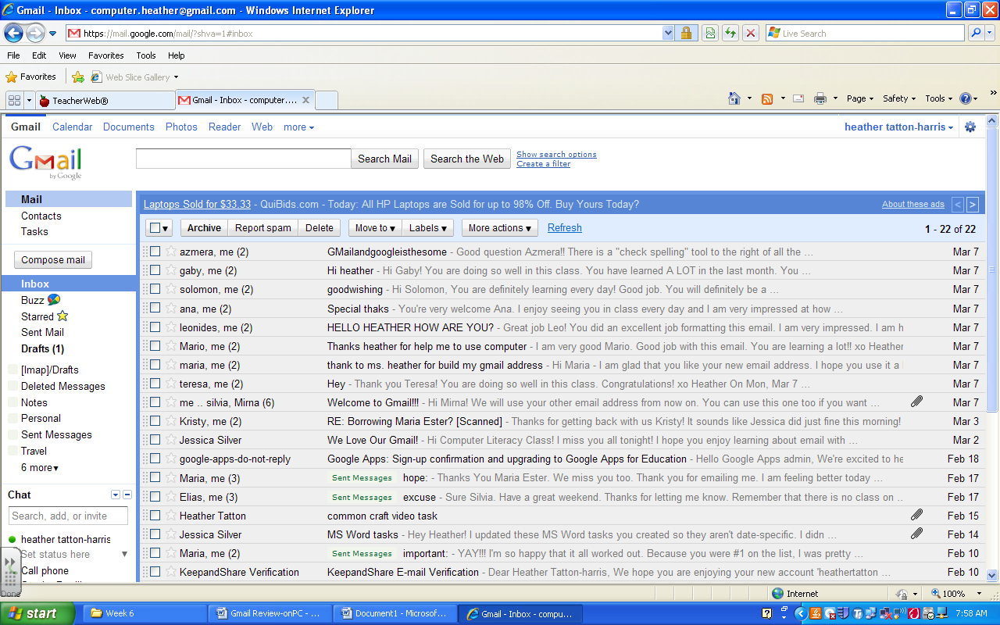 Gmail - Inbox - computer.heather@gmail.com - Windows Internet Explorer
https://mail.google.com/mail/?shva=1#inbox
Live Search
File Edit View Favorites Tools Help
Favorites Web Slice Gallery
TeacherWeb® Gmail - Inbox - computer.... Page Safety Tools »
Gmail Calendar Documents Photos Reader Web more heather tatton-harris
Gmail by Google
Search Mail Search the Web Show search options
Create a filter
Mail
Contacts
Tasks
Compose mail
Inbox
Buzz
Starred
Sent Mail
Drafts (1)
[Imap]/Drafts
Deleted Messages
Notes
Personal
Sent Messages
Travel
6 more▾
Chat
Search, add, or invite
heather tatton-harris
Set status here
Call phone
Laptops Sold for $33.33 - QuiBids.com - Today: All HP Laptops are Sold for up to 98% Off. Buy Yours Today? About these ads < >
Archive Report spam Delete Move to ▾ Labels ▾ More actions ▾ Refresh 1 - 22 of 22
azmera, me (2) GMailandgoogleisthesome - Good question Azmera!! There is a "check spelling" tool to the right of all the ... Mar 7
gaby, me (2) Hi heather - Hi Gaby! You are doing so well in this class. You have learned A LOT in the last month. You ... Mar 7
solomon, me (2) goodwishing - Hi Solomon, You are definitely learning every day! Good job. You will definitely be a ... Mar 7
ana, me (2) Special thaks - You're very welcome Ana. I enjoy seeing you in class every day and I am very impressed at how ... Mar 7
leonides, me (2) HELLO HEATHER HOW ARE YOU? - Great job Leo! You did an excellent job formatting this email. I am very impressed. I am h Mar 7
Mario, me (2) Thanks heather for help me to use computer - I am very good Mario. Good job with this email. You are learning a lot!! xo Heather Mar 7
maria, me (2) thank to ms. heather for build my gmail address - Hi Maria - I am glad that you like your new email address. I hope you use it a l Mar 7
teresa, me (2) Hey - Thank you Teresa! You are doing so well in this class. Congratulations! xo Heather On Mon, Mar 7 ... Mar 7
me .. silvia, Mirna (6) Welcome to Gmail!!! - Hi Mirna! We will use your other email address from now on. You can use this one too if you want ... Mar 7
Kristy, me (2) RE: Borrowing Maria Ester? [Scanned] - Thanks for getting back with us Kristy! It sounds like Jessica did just fine this morning! Mar 3
Jessica Silver We Love Our Gmail! - Hi Computer Literacy Class! I miss you all tonight! I hope you enjoy learning about email with ... Mar 2
google-apps-do-not-reply Google Apps: Sign-up confirmation and upgrading to Google Apps for Education - Hello Google Apps admin, We're excited to he Feb 18
Maria, me (3) Sent Messages hope: - Thanks You Maria Ester. We miss you too. Thank you for emailing me. I am feeling better today ... Feb 17
Elias, me (3) Sent Messages excuse - Sure Silvia. Have a great weekend. Thanks for letting me know. Remember that there is no class on .. Feb 17
Heather Tatton common craft video task Feb 15
Jessica Silver MS Word tasks - Hey Heather! I updated these MS Word tasks you created so they aren't date-specific. I didn ... Feb 14
Maria, me (2) Sent Messages important: - YAY!!! I'm so happy that it all worked out. Because you were #1 on the list, I was pretty ... Feb 10
KeepandShare Verification KeepandShare E-mail Verification - Dear Heather Tatton-harris, We hope you are enjoying your new account 'heathertatton ... Feb 10
Done Internet 100%
start Week 6 Gmail Review-onPC - ... Document1 - Microsof... Gmail - Inbox - compu... 7:58 AM